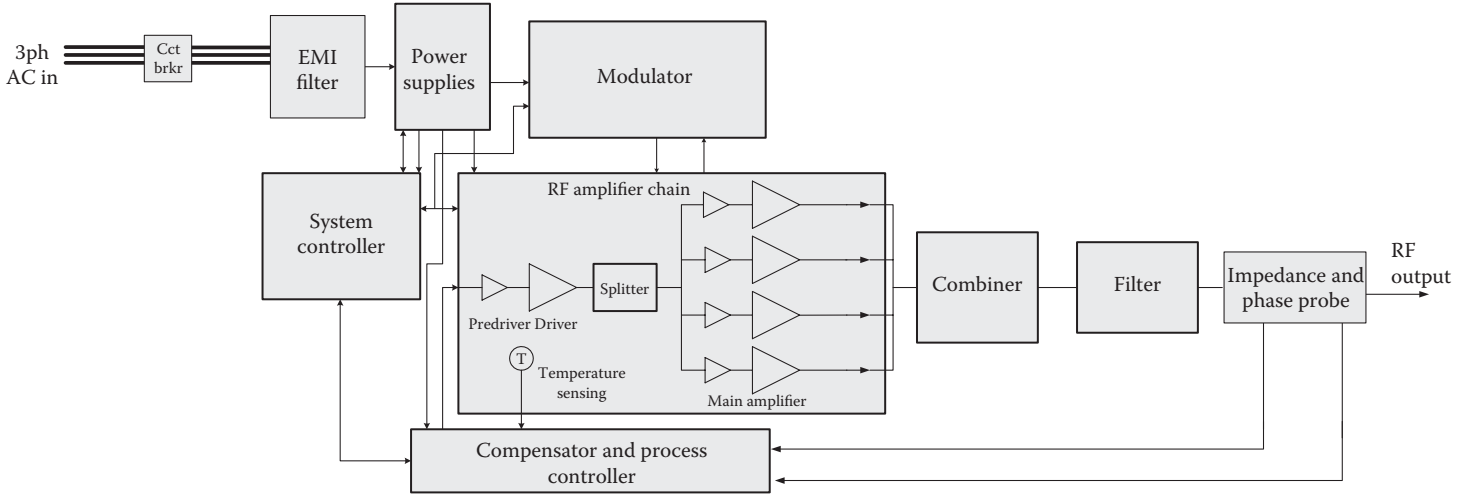 3ph
AC in
Cct
brkr
EMI
filter
Power
supplies
Modulator
System
controller
RF amplifier chain
Predriver Driver
Splitter
T
Temperature
sensing
Main amplifier
Combiner
Filter
Impedance and
phase probe
RF
output
Compensator and process
controller